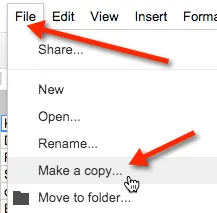 File Edit View Insert Forma
Share...
New
Open...
Rename...
Make a copy...
Move to folder...